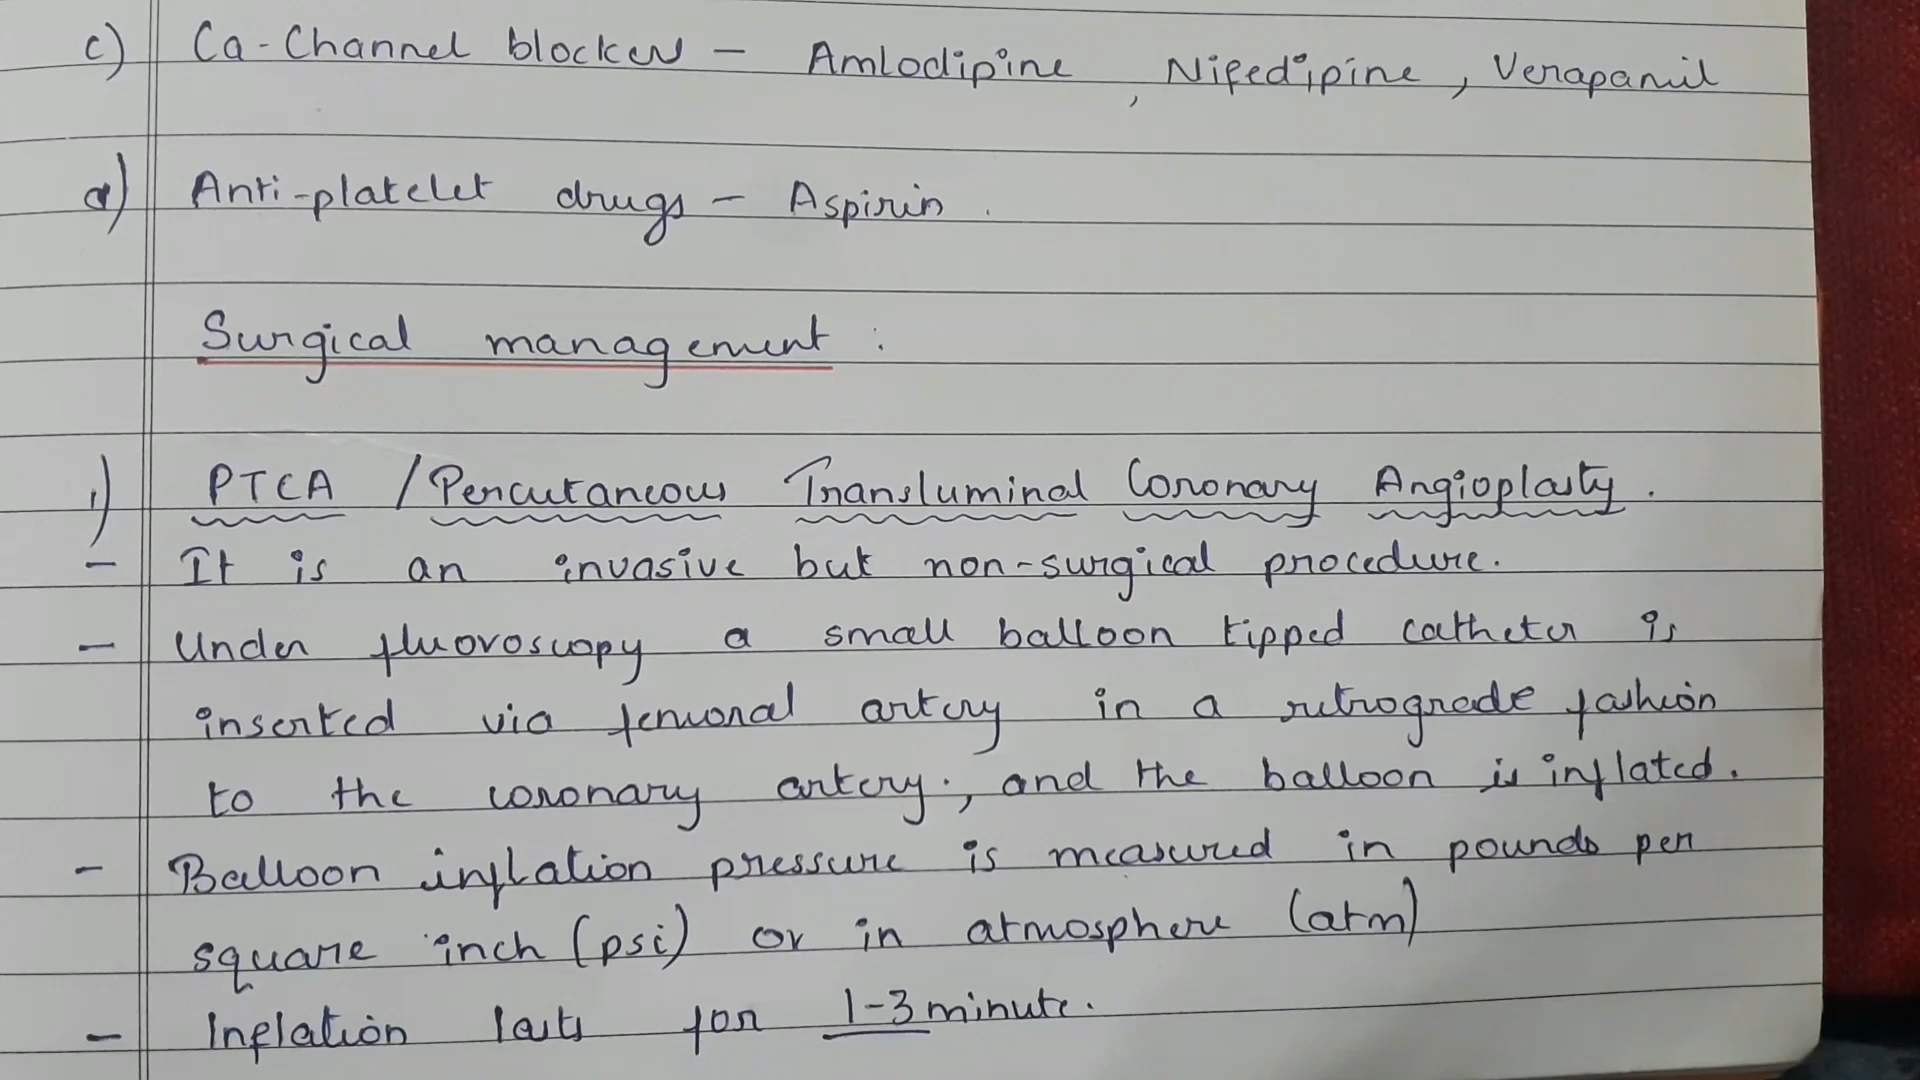 c) Ca-Channel blocker - Amlodipine, Nifedipine, Verapamil
d) Anti-platelet drugs - Aspirin.
Surgical management :
1) PTCA / Percutaneous Transluminal Coronary Angioplasty.
- It is an invasive but non-surgical procedure.
- Under fluoroscopy a small balloon tipped catheter is
inserted via femoral artery in a retrograde fashion
to the coronary artery., and the balloon is inflated.
- Balloon inflation pressure is measured in pounds per
square inch (psi) or in atmosphere (atm)
- Inflation lasts for 1-3 minute.